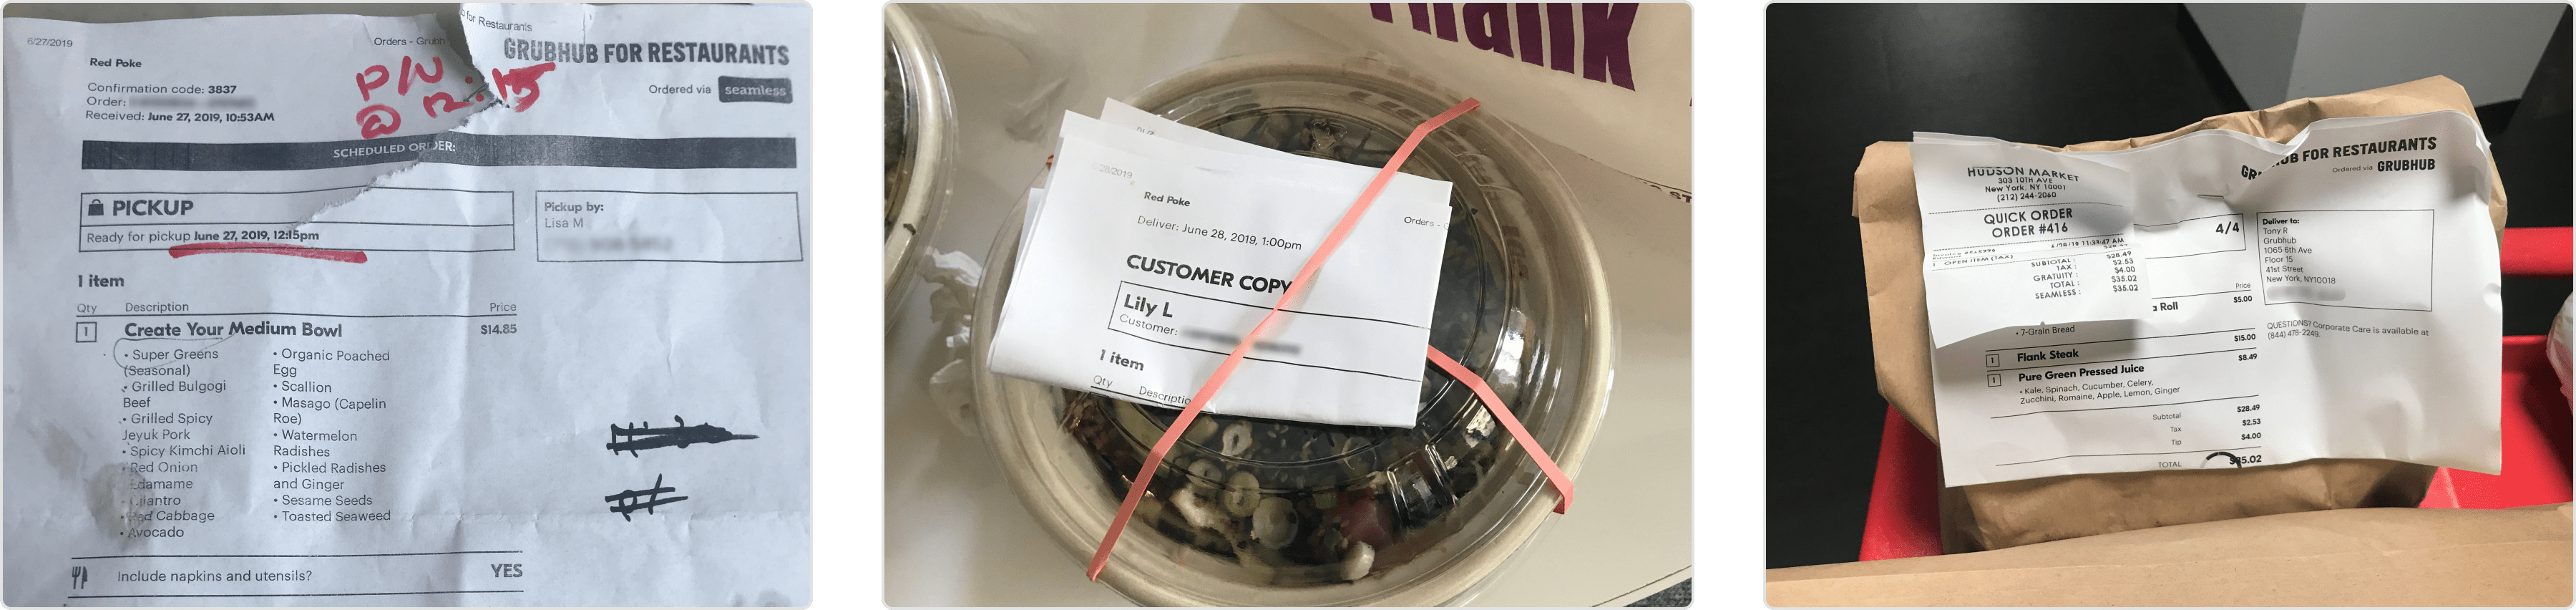 6/27/2019
Orders - Grubh
for Restaurants
GRUBHUB FOR RESTAURANTS
Red Poke
P/U
@ 12:15
Confirmation code: 3837
Ordered via seamless
Order:
Received: June 27, 2019, 10:53AM
SCHEDULED ORDER:
PICKUP
Ready for pickup June 27, 2019, 12:15pm
Pickup by:
Lisa M
1 item
Qty Description Price
1 Create Your Medium Bowl $14.85
• Super Greens
(Seasonal)
• Grilled Bulgogi
Beef
• Grilled Spicy
Jeyuk Pork
• Spicy Kimchi Aioli
• Red Onion
Edamame
Cilantro
• Red Cabbage
• Avocado
• Organic Poached
Egg
• Scallion
• Masago (Capelin
Roe)
• Watermelon
Radishes
• Pickled Radishes
and Ginger
• Sesame Seeds
• Toasted Seaweed
Include napkins and utensils? YES
6/28/2019
Red Poke
Orders -
Deliver: June 28, 2019, 1:00pm
CUSTOMER COPY
Lily L
Customer:
1 item
Qty Descriptio
HUDSON MARKET
303 10TH AVE
New York, NY 10001
(212) 244-2060
QUICK ORDER
ORDER #416
6/28/19 11:33:47 AM
1 OPEN ITEM (TAX) $28.49
SUBTOTAL: $28.49
TAX: $2.53
GRATUITY: $4.00
TOTAL: $35.02
SEAMLESS: $35.02
UB FOR RESTAURANTS
Ordered via GRUBHUB
4/4
Deliver to:
Tony R
Grubhub
1065 6th Ave
Floor 15
41st Street
New York, NY10018
QUESTIONS? Corporate Care is available at
(844) 478-2249.
Price
a Roll $5.00
• 7-Grain Bread
1 Flank Steak $15.00
1 Pure Green Pressed Juice $8.49
• Kale, Spinach, Cucumber, Celery,
Zucchini, Romaine, Apple, Lemon, Ginger
Subtotal $28.49
Tax $2.53
Tip $4.00
TOTAL $35.02